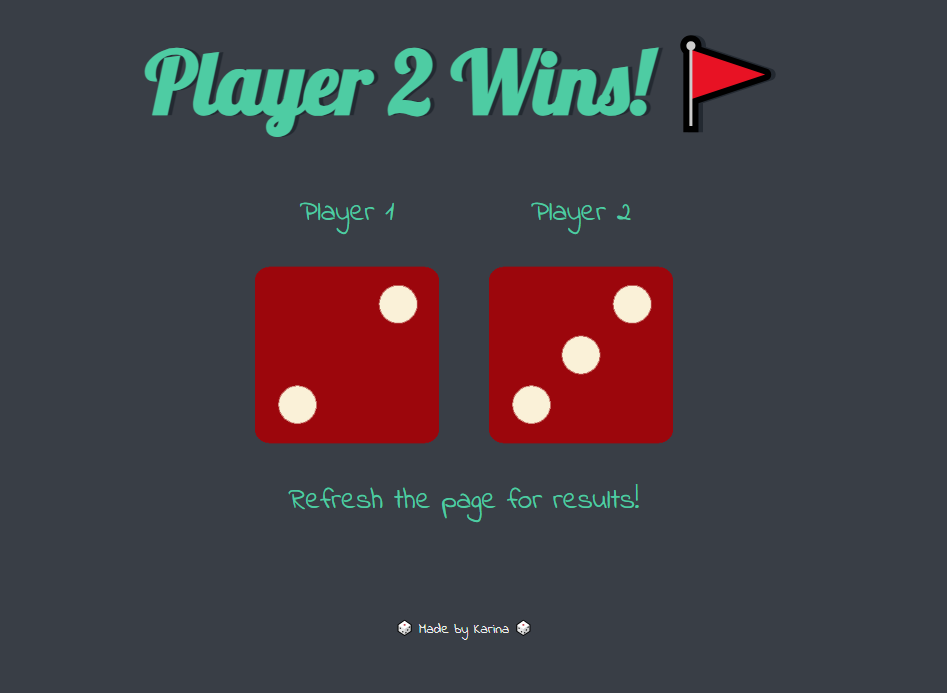 Player 2 Wins! 🚩
Player 1 Player 2
Refresh the page for results!
🎲 Made by Karina 🎲